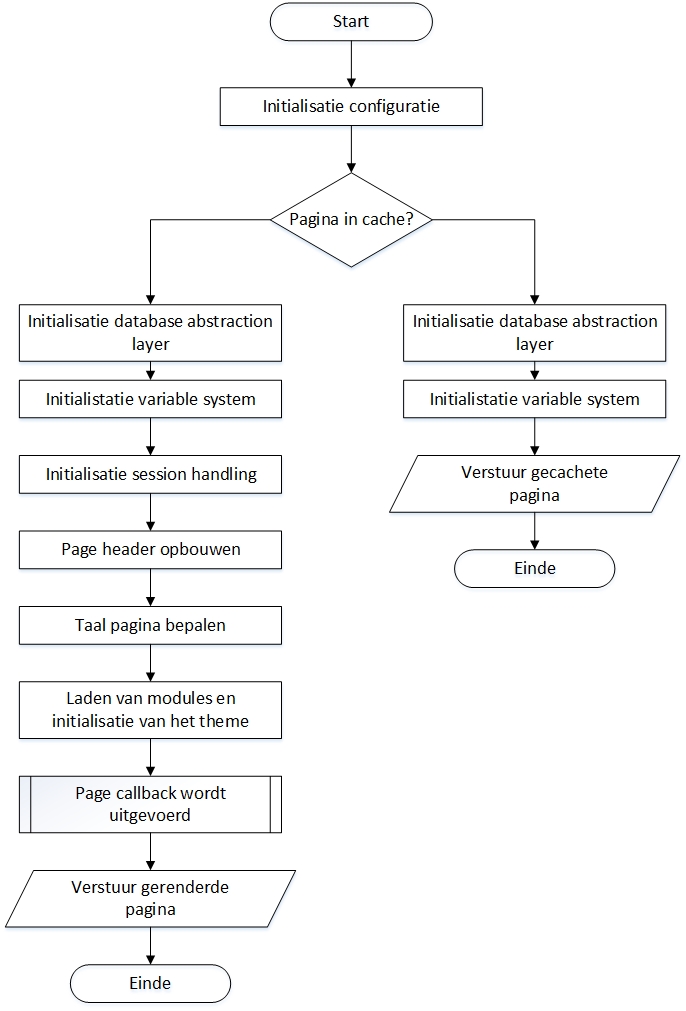 Start
Initialisatie configuratie
Pagina in cache?
Initialisatie database abstraction
layer
Initialistatie variable system
Initialisatie session handling
Page header opbouwen
Taal pagina bepalen
Laden van modules en
initialisatie van het theme
Page callback wordt
uitgevoerd
Verstuur gerenderde
pagina
Einde
Initialisatie database abstraction
layer
Initialistatie variable system
Verstuur gecachete
pagina
Einde